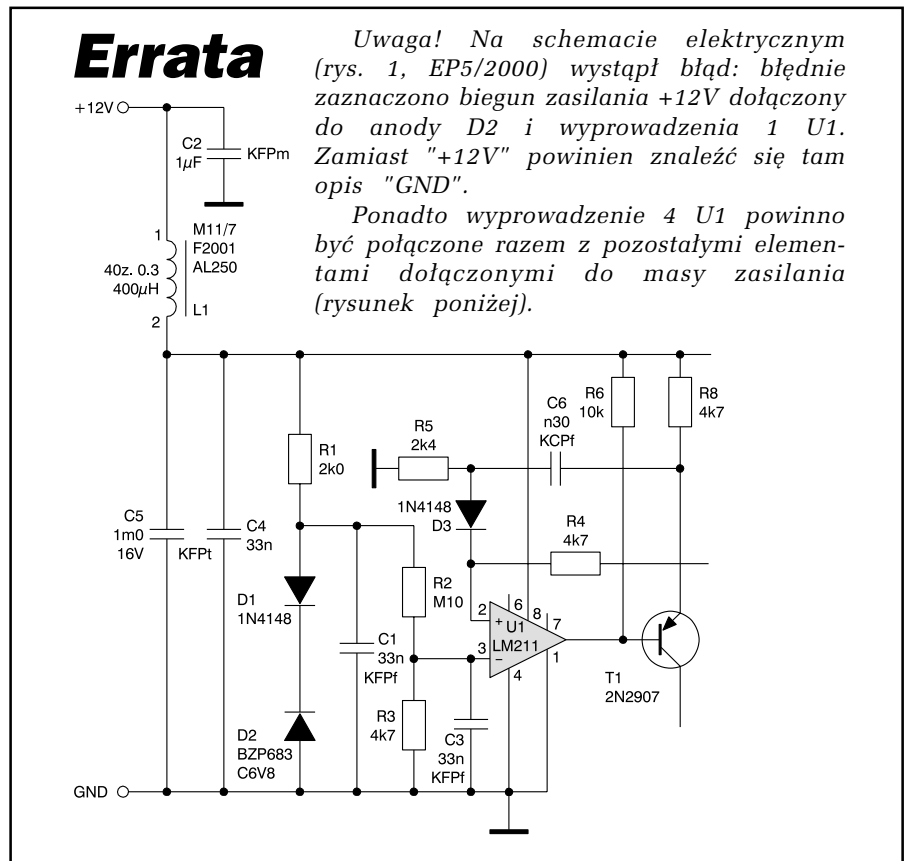 Errata
Uwaga! Na schemacie elektrycznym
(rys. 1, EP5/2000) wystąpł błąd: błędnie
zaznaczono biegun zasilania +12V dołączony
do anody D2 i wyprowadzenia 1 U1.
Zamiast "+12V" powinien znaleźć się tam
opis "GND".
Ponadto wyprowadzenie 4 U1 powinno
być połączone razem z pozostałymi elemen-
tami dołączonymi do masy zasilania
(rysunek poniżej).
+12V
C2
1µF
KFPm
1
M11/7
F2001
AL250
40z. 0.3
400µH
L1
2
C5
1m0
16V
KFPt
C4
33n
R1
2k0
D1
1N4148
D2
BZP683
C6V8
C1
33n
KFPf
R2
M10
R3
4k7
C3
33n
KFPf
R5
2k4
1N4148
D3
C6
n30
KCPf
R4
4k7
R6
10k
R8
4k7
2
+
3
−
6
8
7
U1
LM211
4
1
T1
2N2907
GND